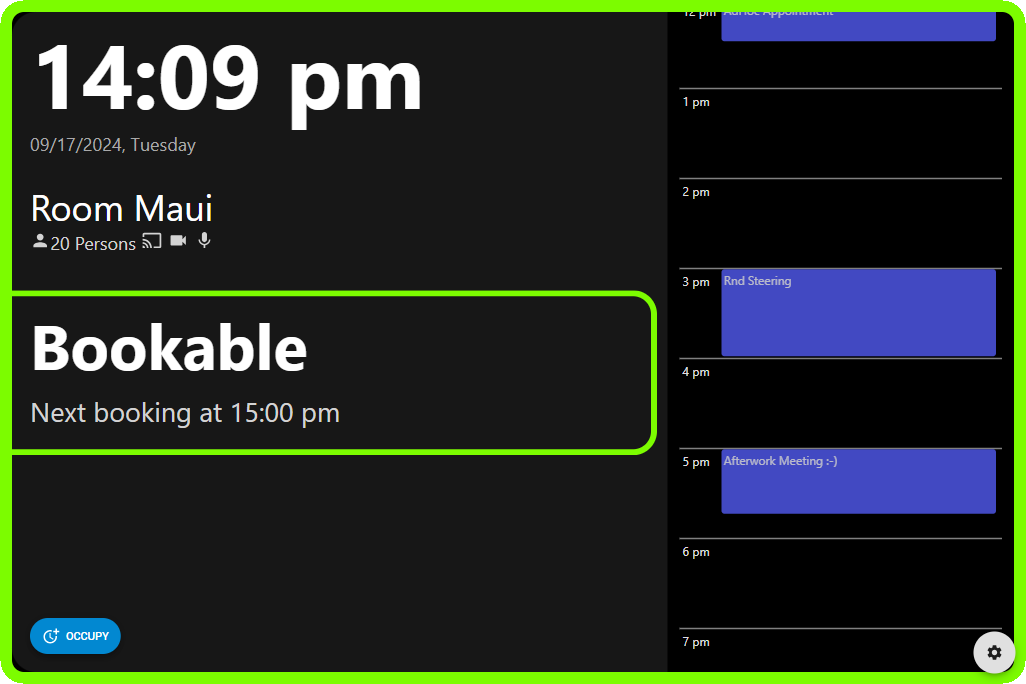 14:09 pm
09/17/2024, Tuesday
Room Maui
20 Persons
Bookable
Next booking at 15:00 pm
OCCUPY
12 pm AdHoc Appointment
1 pm
2 pm
3 pm Rnd Steering
4 pm
5 pm Afterwork Meeting :-)
6 pm
7 pm